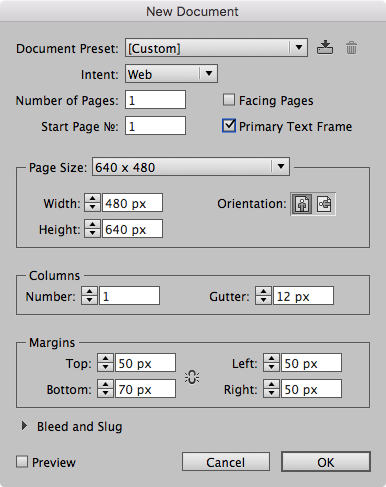 New Document
Document Preset: [Custom]
Intent: Web
Number of Pages: 1 Facing Pages
Start Page №: 1 Primary Text Frame
Page Size: 640 x 480
Width: 480 px Orientation:
Height: 640 px
Columns
Number: 1 Gutter: 12 px
Margins
Top: 50 px Left: 50 px
Bottom: 70 px Right: 50 px
Bleed and Slug
Preview Cancel OK